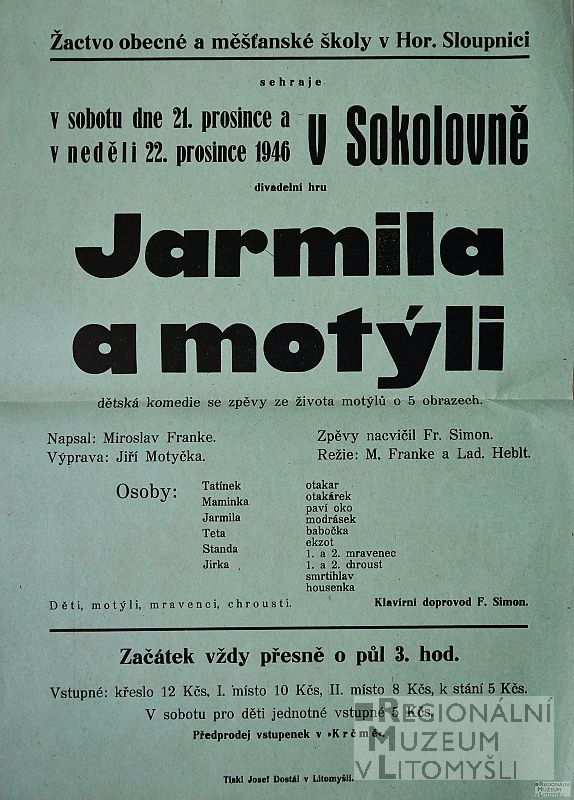 Žactvo obecné a měšťanské školy v Hor. Sloupnici
sehraje
v sobotu dne 21. prosince a
v neděli 22. prosince 1946
v Sokolovně
divadelní hru
Jarmila
a motýli
dětská komedie se zpěvy ze života motýlů o 5 obrazech.
Napsal: Miroslav Franke.
Výprava: Jiří Motyčka.
Zpěvy nacvičil Fr. Simon.
Režie: M. Franke a Lad. Heblt.
Osoby:
Tatínek
Maminka
Jarmila
Teta
Standa
Jirka
otakar
otakárek
paví oko
modrásek
babočka
ekzot
1. a 2. mravenec
1. a 2. chroust
smrtihlav
housenka
Děti, motýli, mravenci, chrousti.
Klavírní doprovod F. Simon.
Začátek vždy přesně o půl 3. hod.
Vstupné: křeslo 12 Kčs, I. místo 10 Kčs, II. místo 8 Kčs, k stání 5 Kčs.
V sobotu pro děti jednotné vstupné 5 Kčs.
Předprodej vstupenek v »Krčmě«.
Tiskl Josef Dostál v Litomyšli.
REGIONÁLNÍ
MUZEUM
V LITOMYŠLI
REGIONÁLNÍ
MUZEUM
V LITOMYŠLI